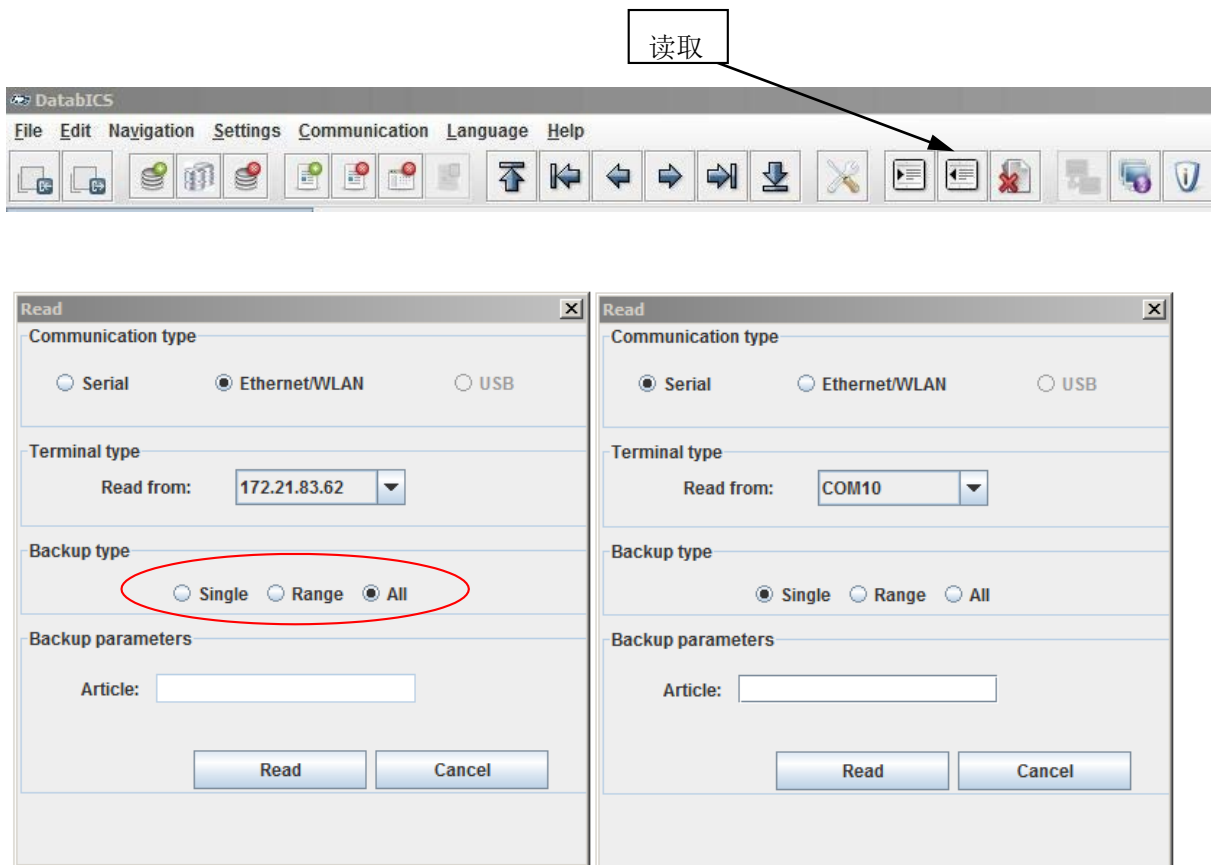 读取
DatabICS
File Edit Navigation Settings Communication Language Help
Read
Communication type
Serial Ethernet/WLAN USB
Terminal type
Read from: 172.21.83.62
Backup type
Single Range All
Backup parameters
Article:
Read Cancel
Read
Communication type
Serial Ethernet/WLAN USB
Terminal type
Read from: COM10
Backup type
Single Range All
Backup parameters
Article:
Read Cancel